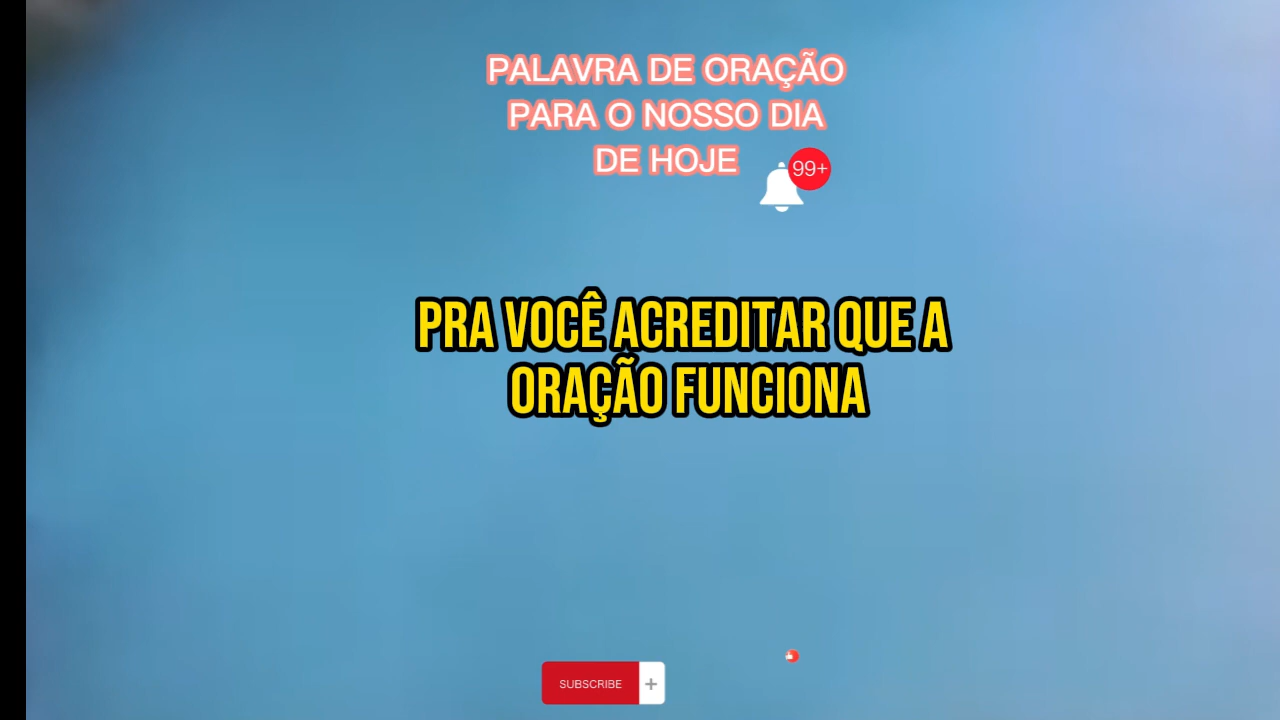 PALAVRA DE ORAÇÃO
PARA O NOSSO DIA
DE HOJE
99+
PRA VOCÊ ACREDITAR QUE A
ORAÇÃO FUNCIONA
SUBSCRIBE +